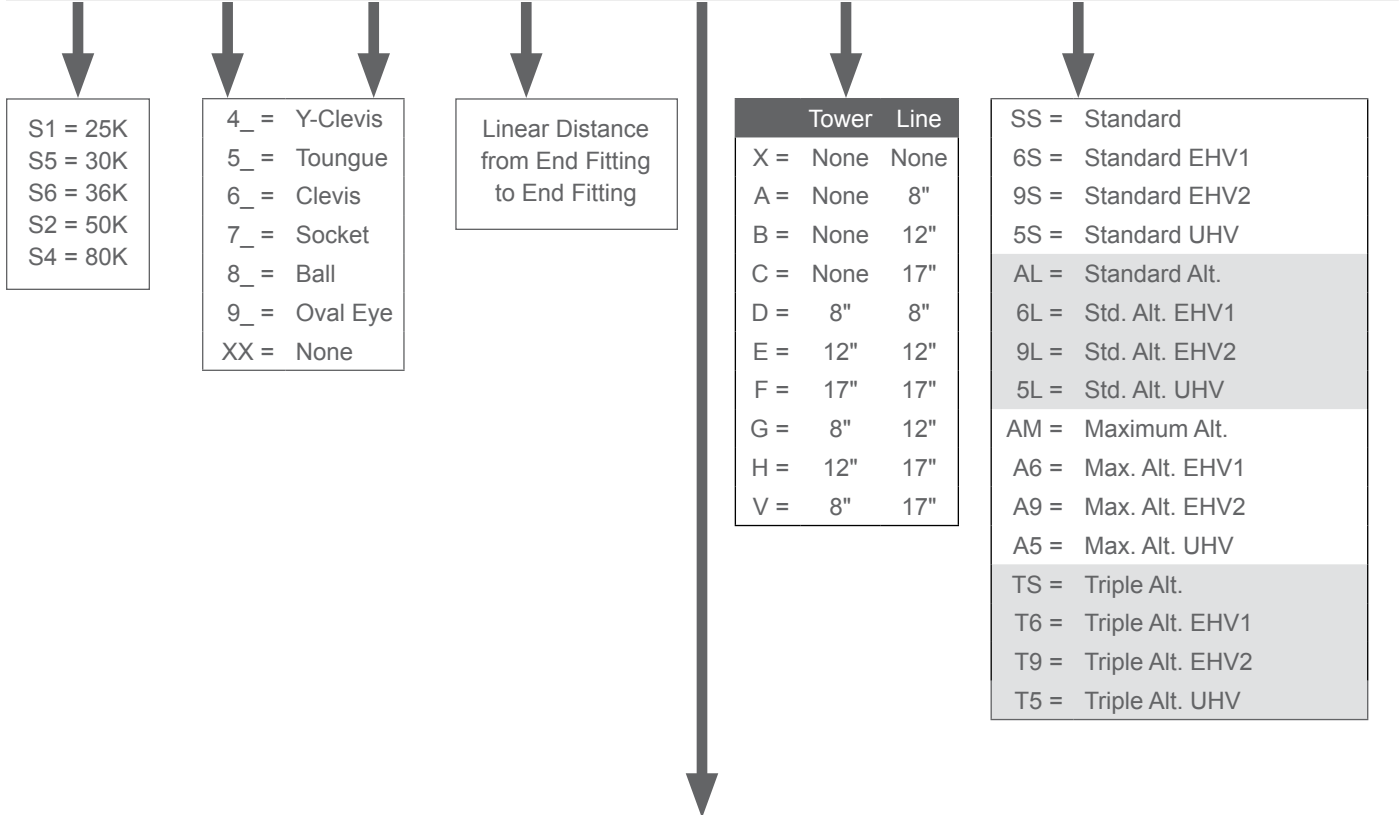 S1 = 25K
S5 = 30K
S6 = 36K
S2 = 50K
S4 = 80K
4_ = Y-Clevis
5_ = Toungue
6_ = Clevis
7_ = Socket
8_ = Ball
9_ = Oval Eye
XX = None
Linear Distance
from End Fitting
to End Fitting
Tower Line
X = None None
A = None 8"
B = None 12"
C = None 17"
D = 8" 8"
E = 12" 12"
F = 17" 17"
G = 8" 12"
H = 12" 17"
V = 8" 17"
SS = Standard
6S = Standard EHV1
9S = Standard EHV2
5S = Standard UHV
AL = Standard Alt.
6L = Std. Alt. EHV1
9L = Std. Alt. EHV2
5L = Std. Alt. UHV
AM = Maximum Alt.
A6 = Max. Alt. EHV1
A9 = Max. Alt. EHV2
A5 = Max. Alt. UHV
TS = Triple Alt.
T6 = Triple Alt. EHV1
T9 = Triple Alt. EHV2
T5 = Triple Alt. UHV